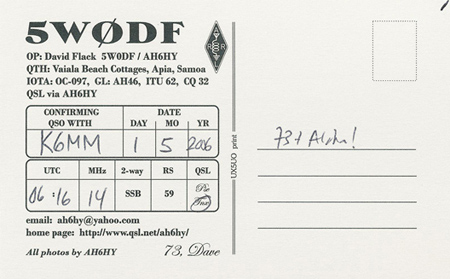 5WØDF
OP: David Flack 5W0DF / AH6HY
QTH: Vaiala Beach Cottages, Apia, Samoa
IOTA: OC-097, GL: AH46, ITU 62, CQ 32
QSL via AH6HY
CONFIRMING QSO WITH
DATE
DAY MO YR
K6MM 1 5 2006
UTC MHz 2-way RS QSL
06:16 14 SSB 59 Pse
Tnx
email: ah6hy@yahoo.com
home page: http://www.qsl.net/ah6hy/
All photos by AH6HY 73, Dave
UX5UO print
73 + Aloha!